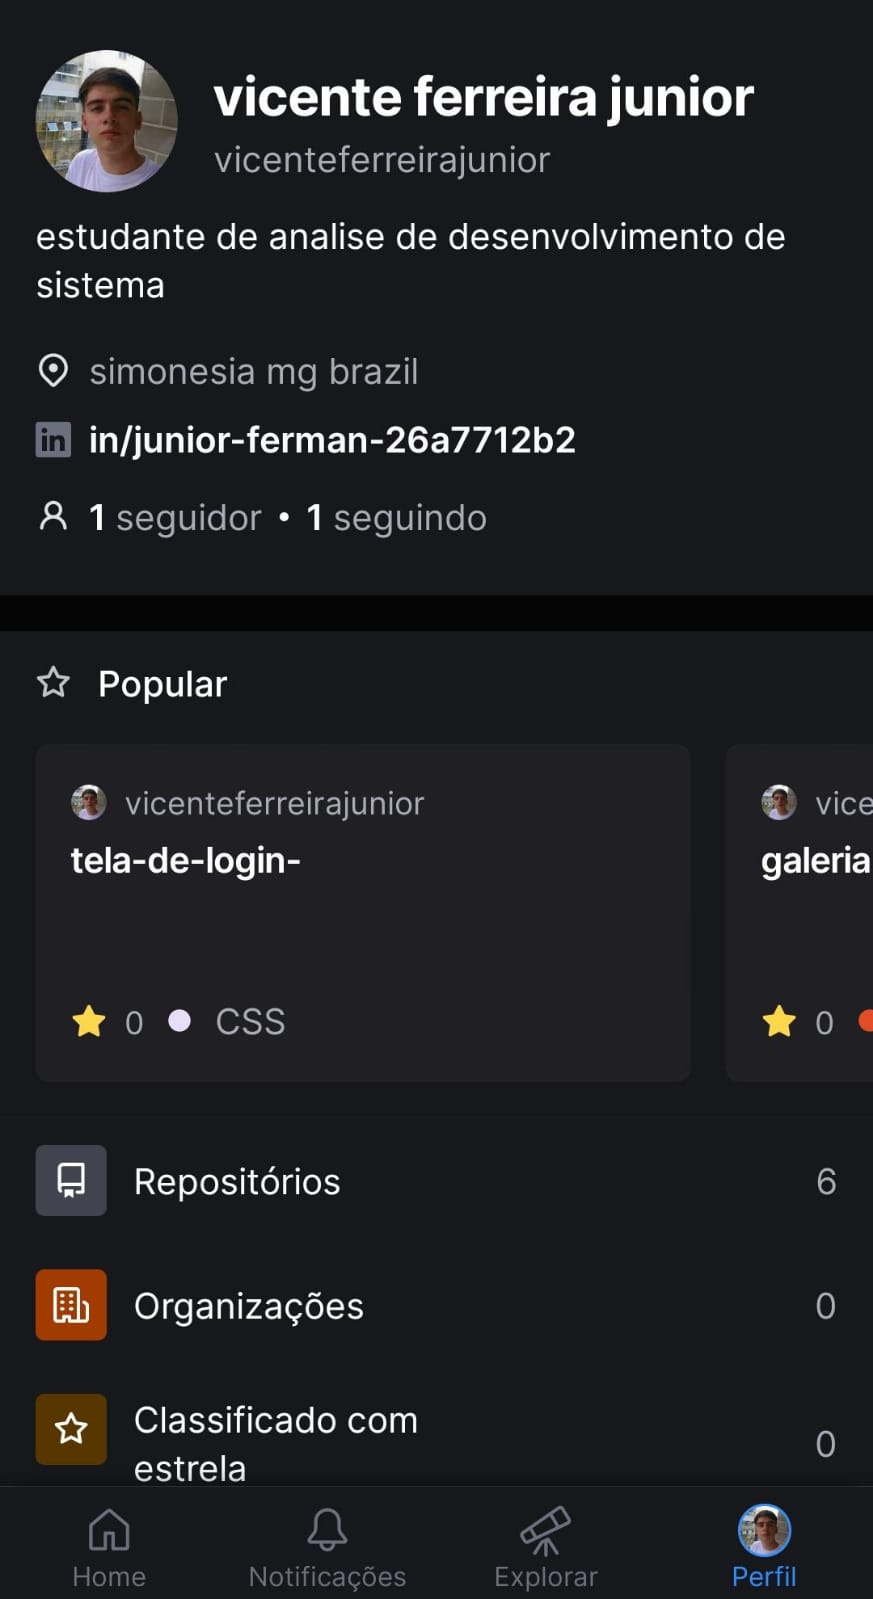 vicente ferreira junior
vicenteferreirajunior
estudante de analise de desenvolvimento de
sistema
simonesia mg brazil
in in/junior-ferman-26a7712b2
1 seguidor • 1 seguindo
Popular
vicenteferreirajunior
tela-de-login-
0 CSS
vice
galeria
0
Repositórios 6
Organizações 0
Classificado com
estrela
0
Home Notificações Explorar Perfil